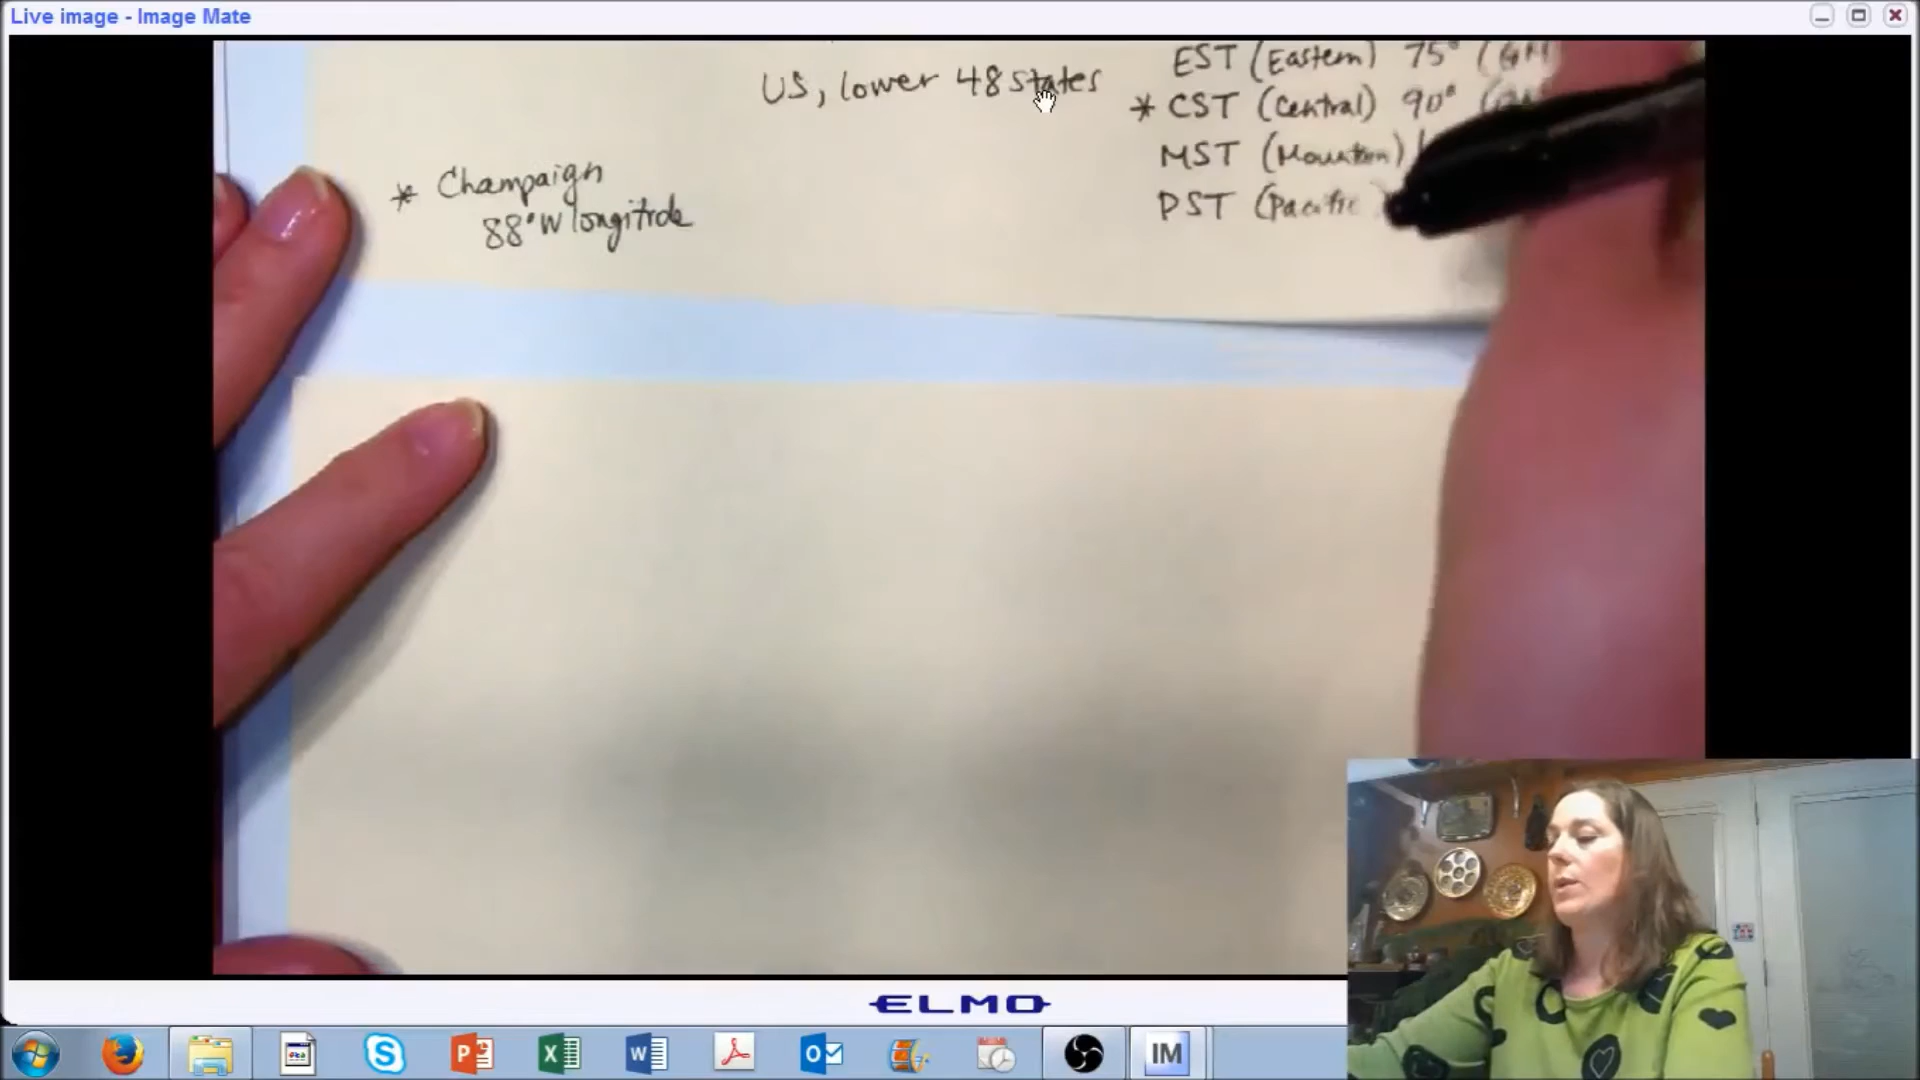 Live image - Image Mate
US, lower 48 states
EST (Eastern) 75°
* CST (Central) 90°
MST (Mountain)
PST (Pacific
* Champaign
88°W longitude
ELMO
IM